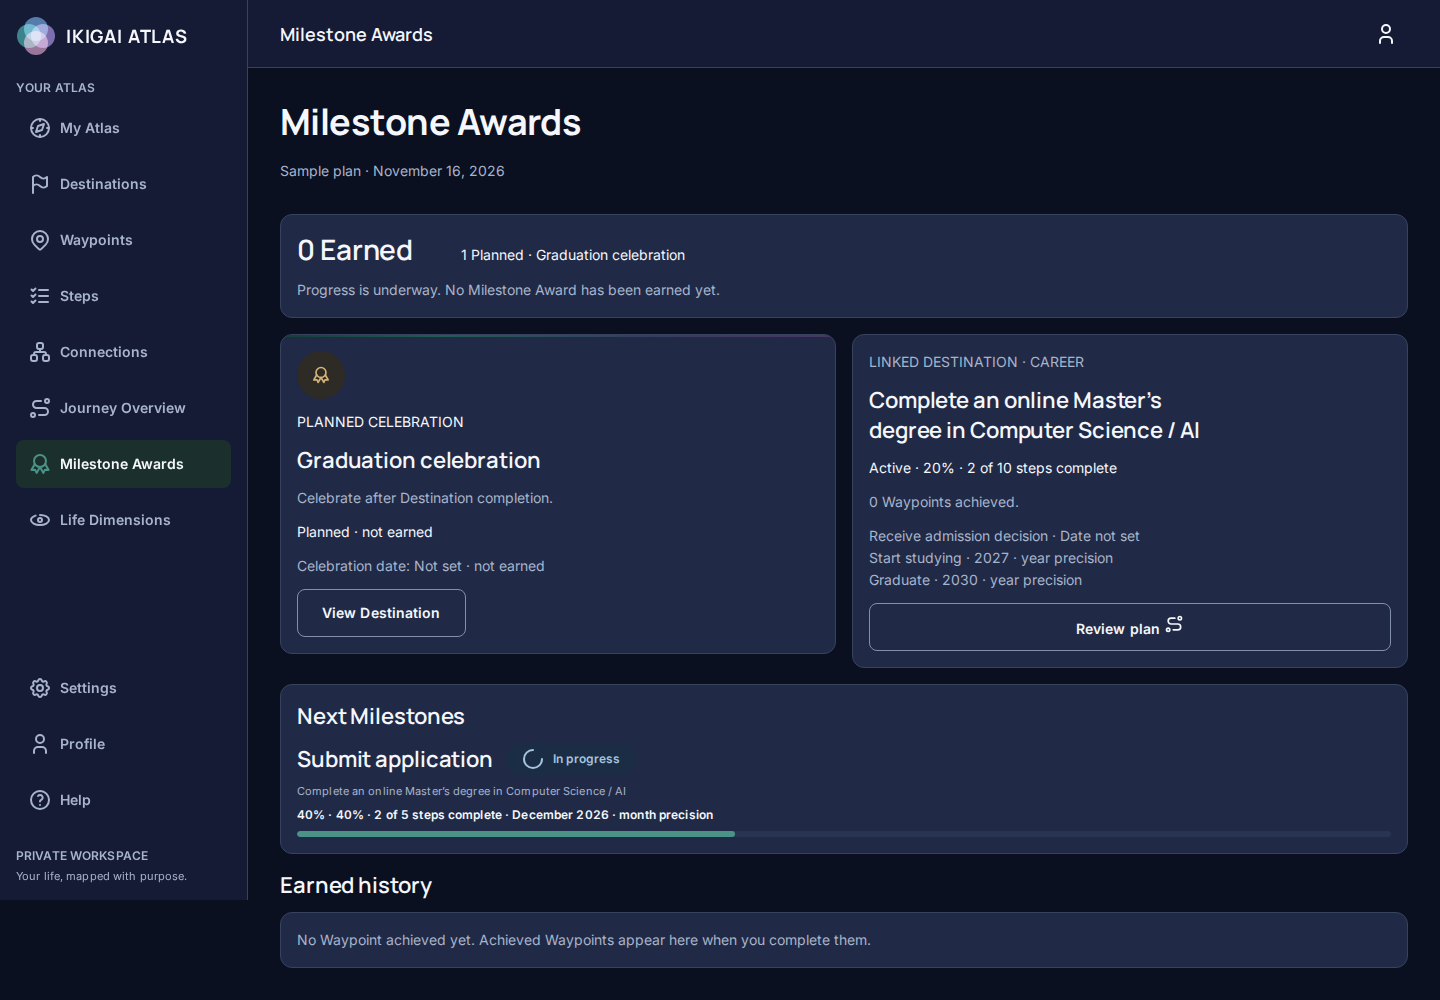 IKIGAI ATLAS
YOUR ATLAS
My Atlas
Destinations
Waypoints
Steps
Connections
Journey Overview
Milestone Awards
Life Dimensions
Settings
Profile
Help
PRIVATE WORKSPACE
Your life, mapped with purpose.
Milestone Awards
Milestone Awards
Sample plan · November 16, 2026
0 Earned
1 Planned · Graduation celebration
Progress is underway. No Milestone Award has been earned yet.
PLANNED CELEBRATION
Graduation celebration
Celebrate after Destination completion.
Planned · not earned
Celebration date: Not set · not earned
View Destination
LINKED DESTINATION · CAREER
Complete an online Master’s
degree in Computer Science / AI
Active · 20% · 2 of 10 steps complete
0 Waypoints achieved.
Receive admission decision · Date not set
Start studying · 2027 · year precision
Graduate · 2030 · year precision
Review plan
Next Milestones
Submit application
In progress
Complete an online Master’s degree in Computer Science / AI
40% · 40% · 2 of 5 steps complete · December 2026 · month precision
Earned history
No Waypoint achieved yet. Achieved Waypoints appear here when you complete them.